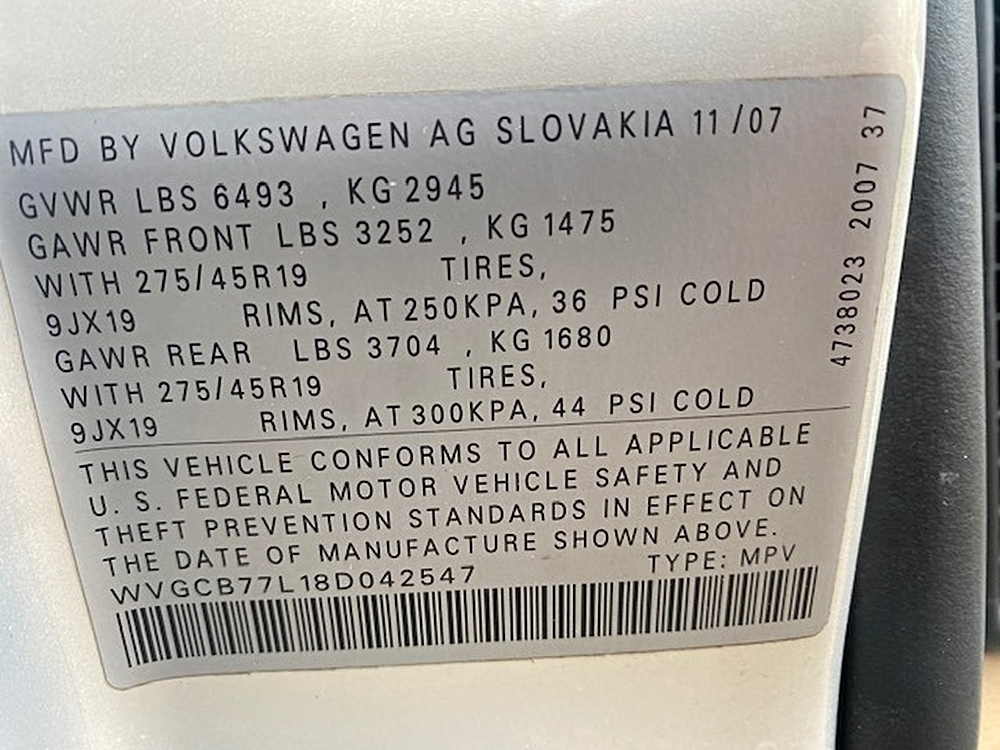 MFD BY VOLKSWAGEN AG SLOVAKIA 11/07
GVWR LBS 6493 , KG 2945
GAWR FRONT LBS 3252 , KG 1475
WITH 275/45R19 TIRES,
9JX19 RIMS, AT 250KPA, 36 PSI COLD
GAWR REAR LBS 3704 , KG 1680
WITH 275/45R19 TIRES,
9JX19 RIMS, AT 300KPA, 44 PSI COLD
THIS VEHICLE CONFORMS TO ALL APPLICABLE
U. S. FEDERAL MOTOR VEHICLE SAFETY AND
THEFT PREVENTION STANDARDS IN EFFECT ON
THE DATE OF MANUFACTURE SHOWN ABOVE.
WVGCB77L18D042547 TYPE: MPV
4738023 2007 37